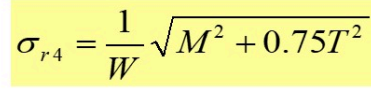 σ_{r4} = \frac{1}{W} \sqrt{M^2 + 0.75T^2}